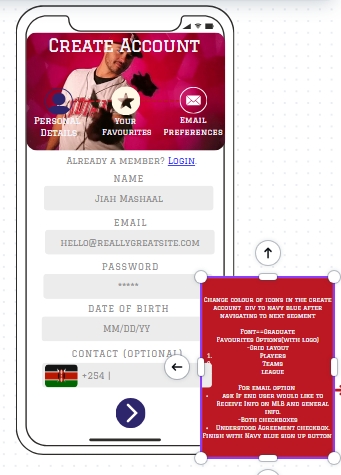 Create Account
Personal Details
Your Favourites
Email Preferences
Already a member? Login.
NAME
Jiah Mashaal
EMAIL
HELLO@REALLYGREATSITE.COM
PASSWORD
*****
DATE OF BIRTH
MM/DD/YY
CONTACT (OPTIONAL)
+254 |
Change colour of icons in the create
account div to navy blue after
navigating to next segment
Font==Graduate
Favourites Options(with logo)
-Grid layout
1. Players
2. Teams
league
For email option
• Ask If end user would like to
Receive Info on MLB and general
info.
-Both checkboxes
• Understood Agreement checkbox.
Finish with Navy blue sign up button